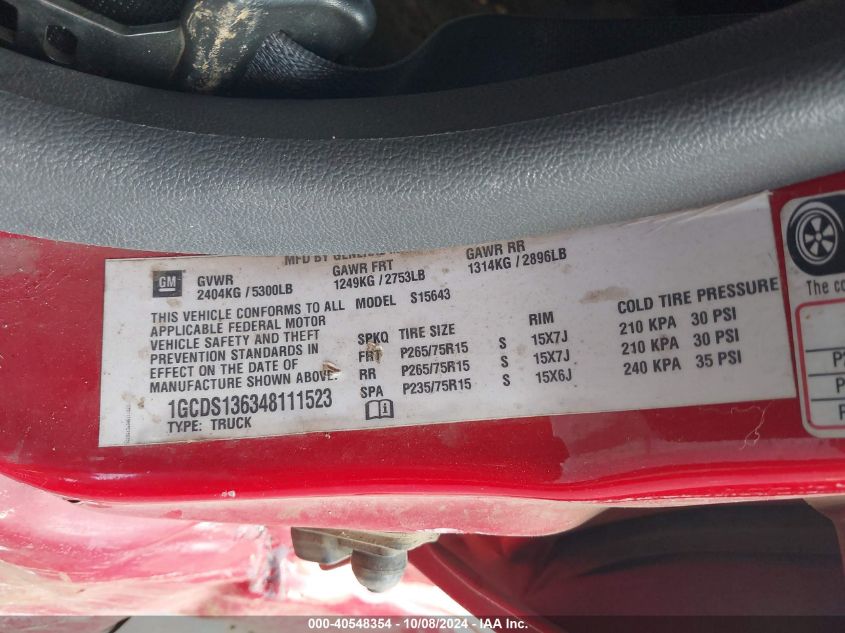 MFD BY
GM
GVWR
2404KG / 5300LB
GAWR FRT
1249KG / 2753LB
GAWR RR
1314KG / 2896LB
THIS VEHICLE CONFORMS TO ALL
APPLICABLE FEDERAL MOTOR
VEHICLE SAFETY AND THEFT
PREVENTION STANDARDS IN
EFFECT ON THE DATE OF
MANUFACTURE SHOWN ABOVE.
MODEL S15643
SPKQ TIRE SIZE RIM COLD TIRE PRESSURE
FRT P265/75R15 S 15X7J 210 KPA 30 PSI
RR P265/75R15 S 15X7J 210 KPA 30 PSI
SPA P235/75R15 S 15X6J 240 KPA 35 PSI
1GCDS136348111523
TYPE: TRUCK
The co
000-40548354 - 10/08/2024 - IAA Inc.